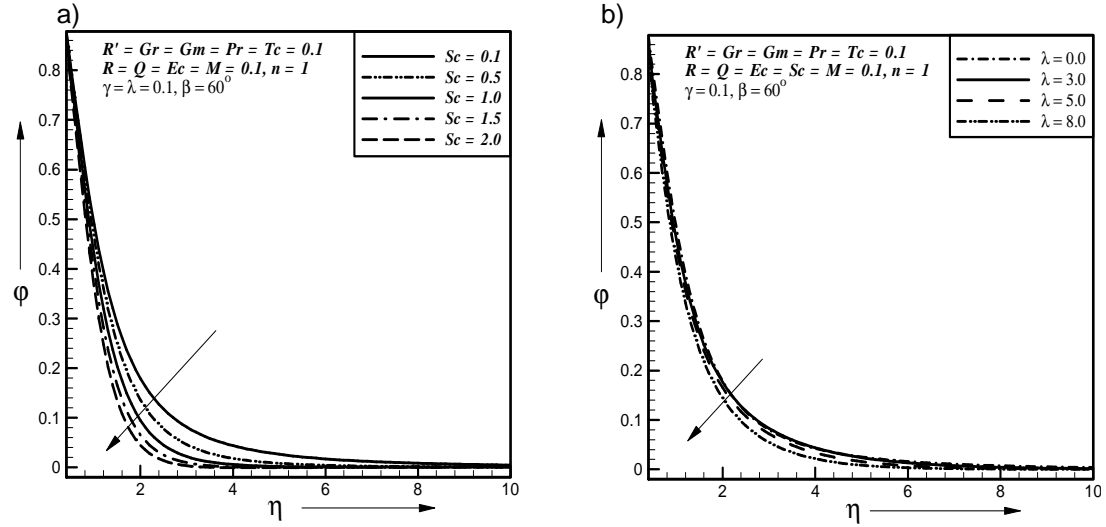 a)
R' = Gr = Gm = Pr = Tc = 0.1
R = Q = Ec = M = 0.1, n = 1
γ = λ = 0.1, β = 60°
Sc = 0.1
Sc = 0.5
Sc = 1.0
Sc = 1.5
Sc = 2.0
0.8
0.7
0.6
0.5
0.4
0.3
0.2
0.1
0
φ
2
4
6
8
10
η
b)
R' = Gr = Gm = Pr = Tc = 0.1
R = Q = Ec = Sc = M = 0.1, n = 1
γ = 0.1, β = 60°
λ = 0.0
λ = 3.0
λ = 5.0
λ = 8.0
0.8
0.7
0.6
0.5
0.4
0.3
0.2
0.1
0
φ
2
4
6
8
10
η